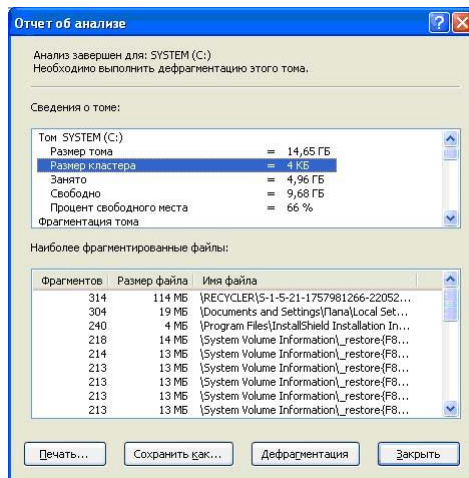 Отчет об анализе
Анализ завершен для: SYSTEM (C:)
Необходимо выполнить дефрагментацию этого тома.
Сведения о томе:
Том SYSTEM (C:)
Размер тома = 14,65 ГБ
Размер кластера = 4 КБ
Занято = 4,96 ГБ
Свободно = 9,68 ГБ
Процент свободного места = 66 %
Фрагментация тома
Наиболее фрагментированные файлы:
Фрагментов Размер файла Имя файла
314 114 МБ \RECYCLER\S-1-5-21-1757981266-22052...
304 19 МБ \Documents and Settings\Папа\Local Set...
240 4 МБ \Program Files\InstallShield Installation In...
218 14 МБ \System Volume Information\_restore{F8...
214 13 МБ \System Volume Information\_restore{F8...
213 13 МБ \System Volume Information\_restore{F8...
213 13 МБ \System Volume Information\_restore{F8...
213 13 МБ \System Volume Information\_restore{F8...
213 13 МБ \System Volume Information\_restore{F8...
Печать... Сохранить как... Дефрагментация Закрыть